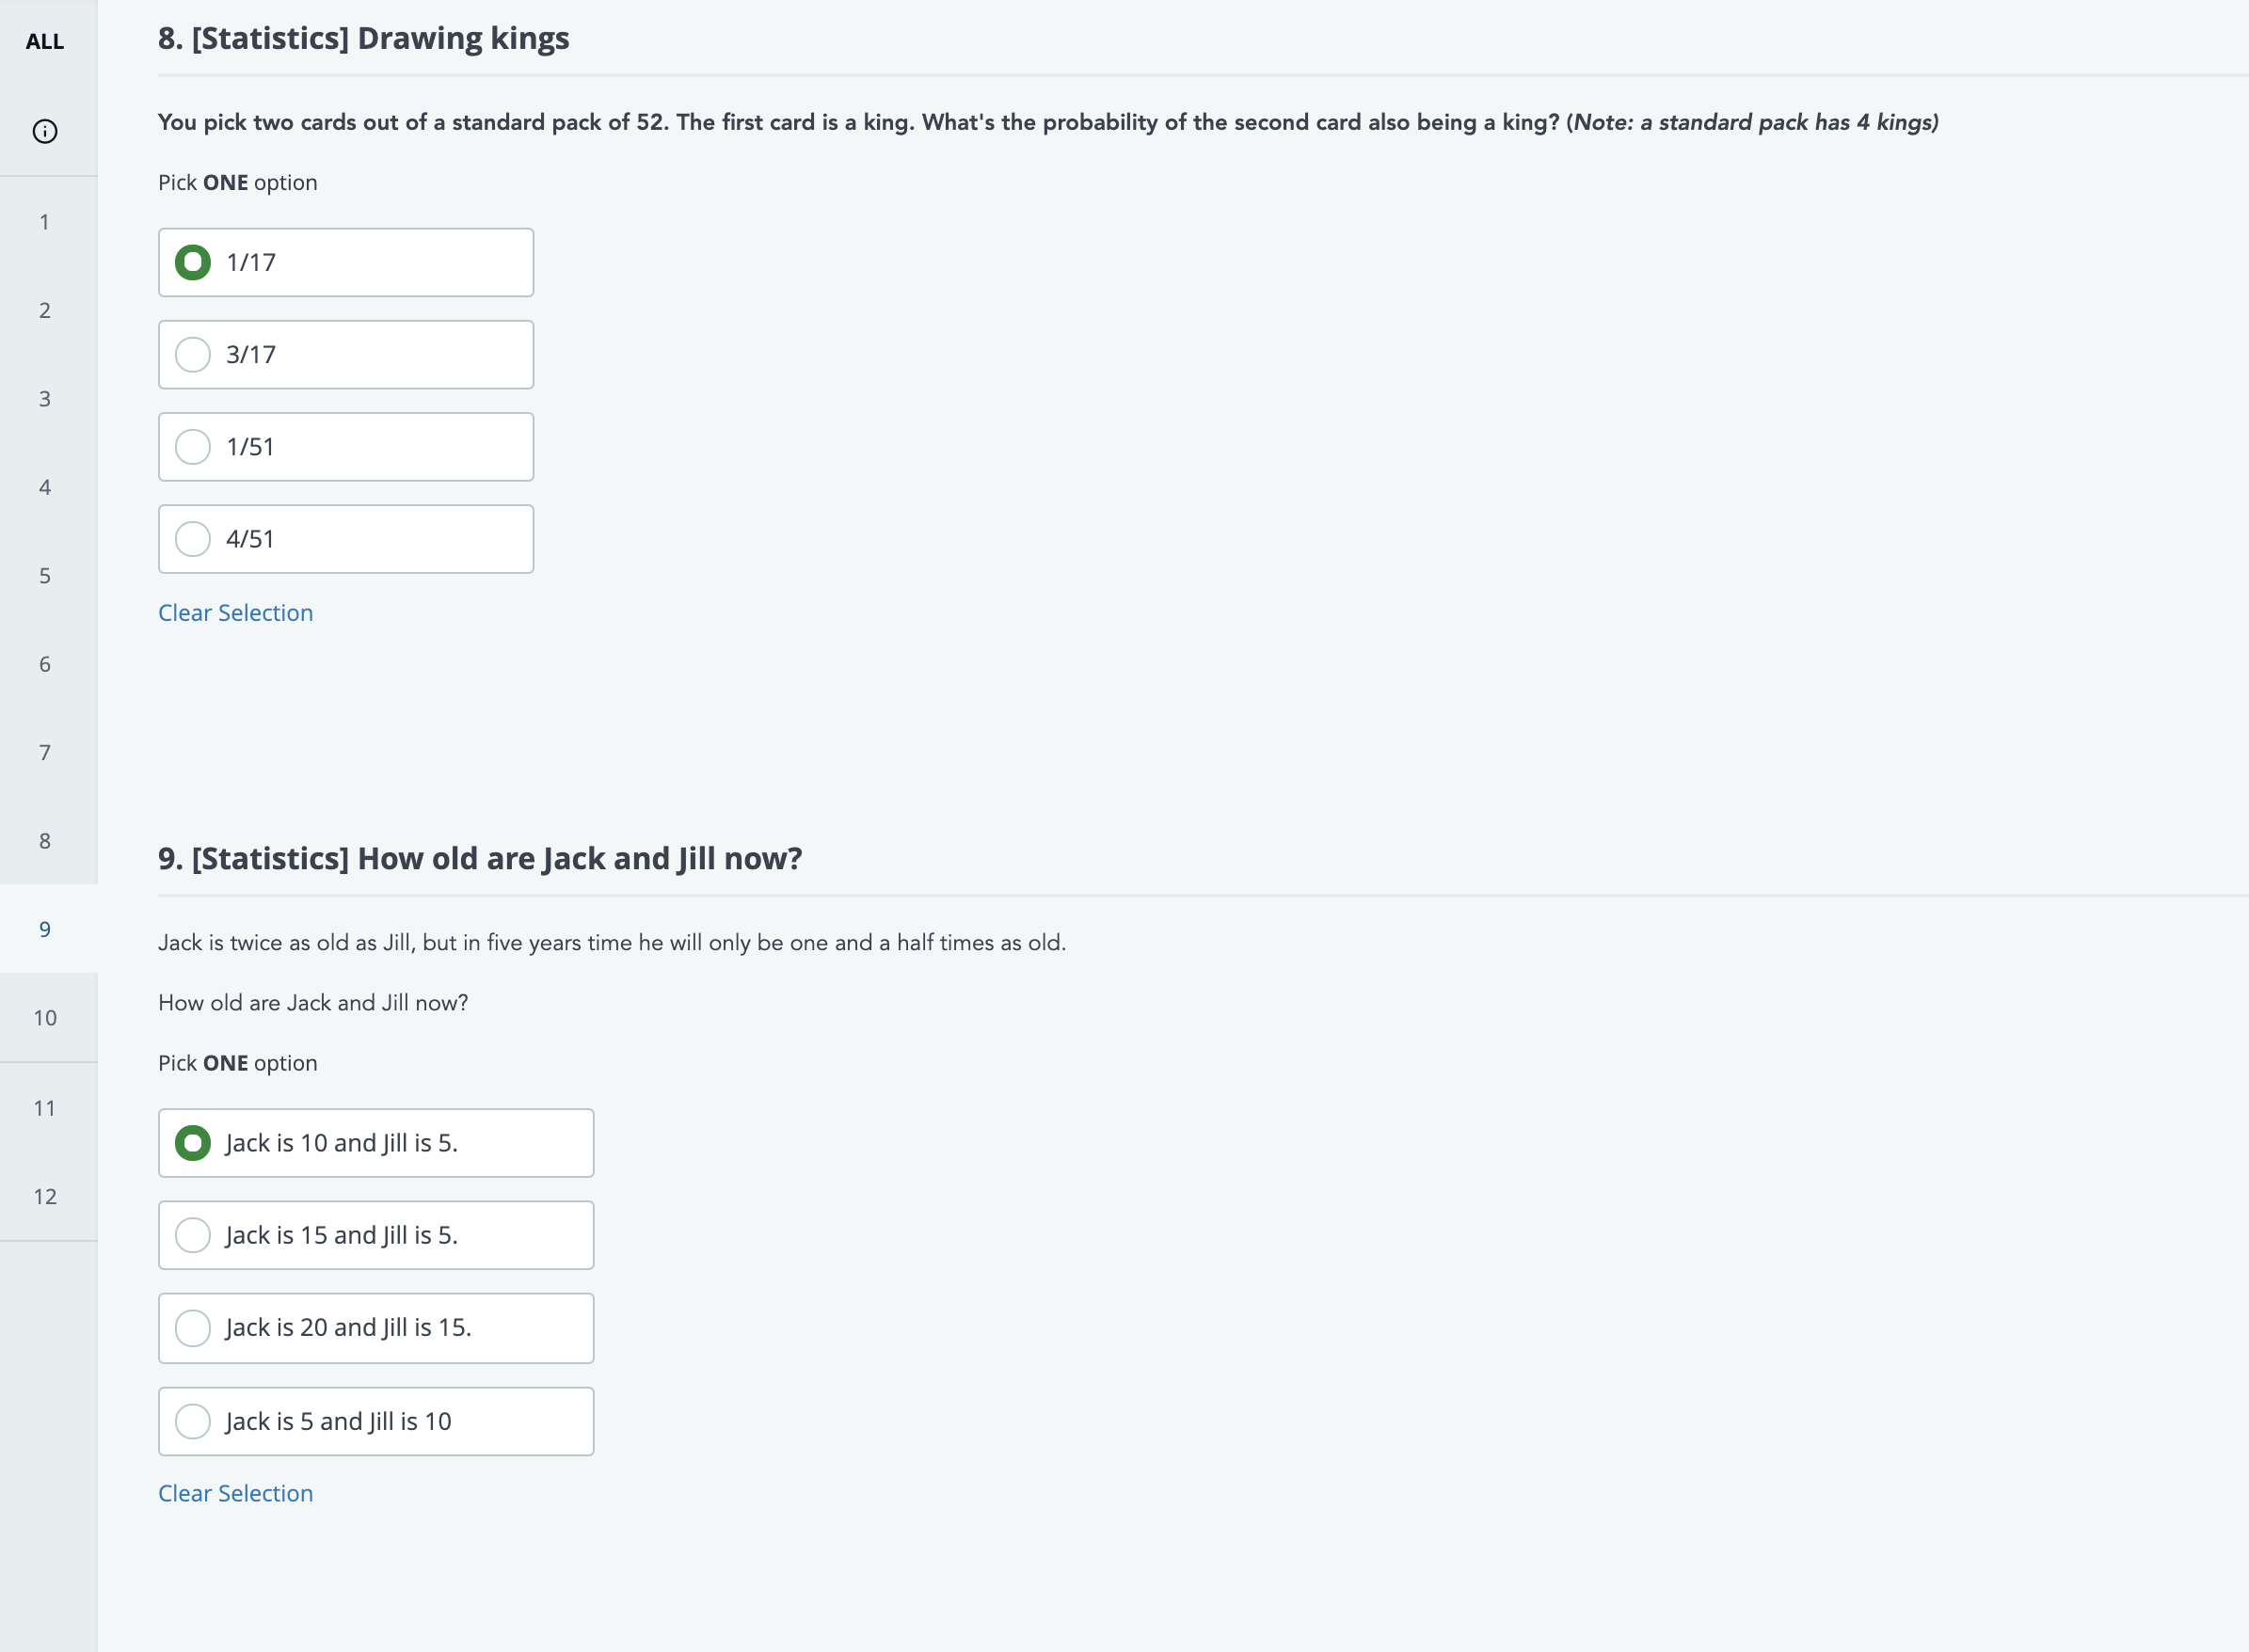 ALL
1
2
3
4
5
6
7
8
9
10
11
12
8. [Statistics] Drawing kings
You pick two cards out of a standard pack of 52. The first card is a king. What's the probability of the second card also being a king? (Note: a standard pack has 4 kings)
Pick ONE option
1/17
3/17
1/51
4/51
Clear Selection
9. [Statistics] How old are Jack and Jill now?
Jack is twice as old as Jill, but in five years time he will only be one and a half times as old.
How old are Jack and Jill now?
Pick ONE option
Jack is 10 and Jill is 5.
Jack is 15 and Jill is 5.
Jack is 20 and Jill is 15.
Jack is 5 and Jill is 10
Clear Selection